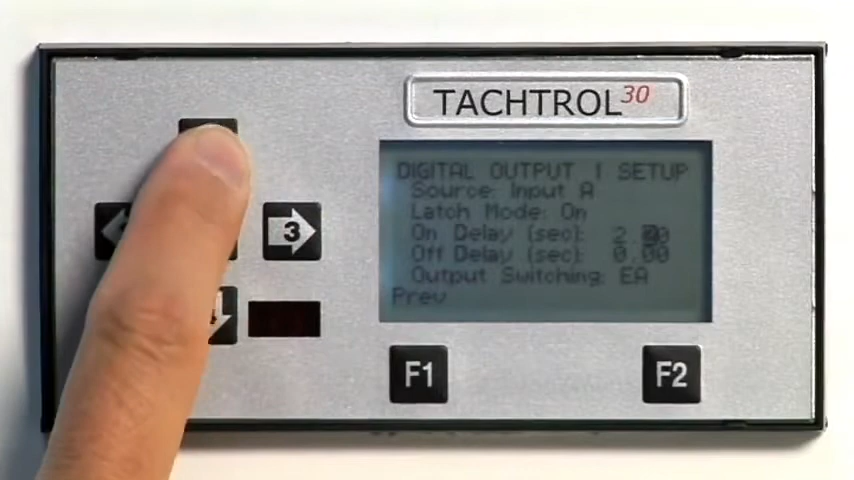 TACHTROL30
DIGITAL OUTPUT 1 SETUP
Source: Input A
Latch Mode: On
On Delay (sec): 2.00
Off Delay (sec): 0.00
Output Switching: EA
Prev
3
F1
F2